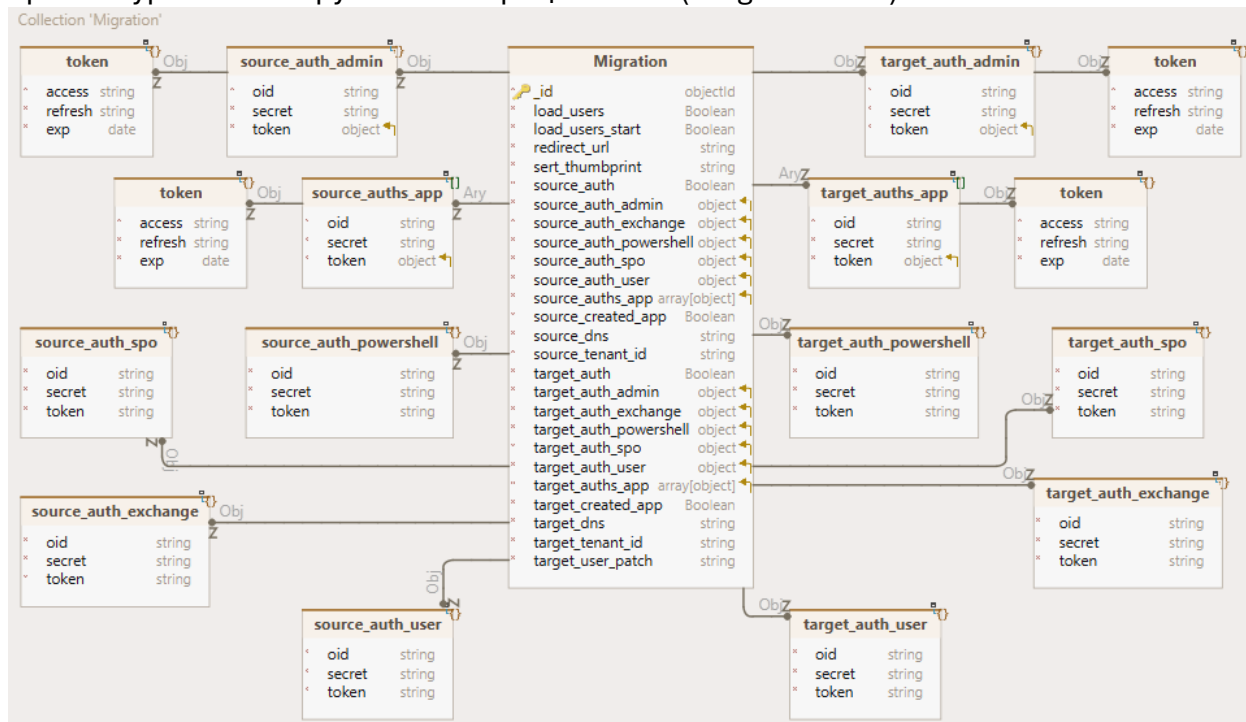 Collection 'Migration'
token
access string
refresh string
exp date
Obj
source_auth_admin
oid string
secret string
token object
Obj
Migration
_id objectId
load_users Boolean
load_users_start Boolean
redirect_url string
sert_thumbprint string
source_auth Boolean
source_auth_admin object
source_auth_exchange object
source_auth_powershell object
source_auth_spo object
source_auth_user object
source_auths_app array[object]
source_created_app Boolean
source_dns string
source_tenant_id string
target_auth Boolean
target_auth_admin object
target_auth_exchange object
target_auth_powershell object
target_auth_spo object
target_auth_user object
target_auths_app array[object]
target_created_app Boolean
target_dns string
target_tenant_id string
target_user_patch string
Obj
target_auth_admin
oid string
secret string
token object
Obj
token
access string
refresh string
exp date
token
access string
refresh string
exp date
Obj
source_auths_app
oid string
secret string
token object
Ary
Ary
target_auths_app
oid string
secret string
token object
Obj
token
access string
refresh string
exp date
source_auth_spo
oid string
secret string
token string
Obj
source_auth_powershell
oid string
secret string
token string
Obj
Obj
target_auth_powershell
oid string
secret string
token string
Obj
target_auth_spo
oid string
secret string
token string
source_auth_exchange
oid string
secret string
token string
Obj
Obj
target_auth_exchange
oid string
secret string
token string
Obj
source_auth_user
oid string
secret string
token string
Obj
target_auth_user
oid string
secret string
token string